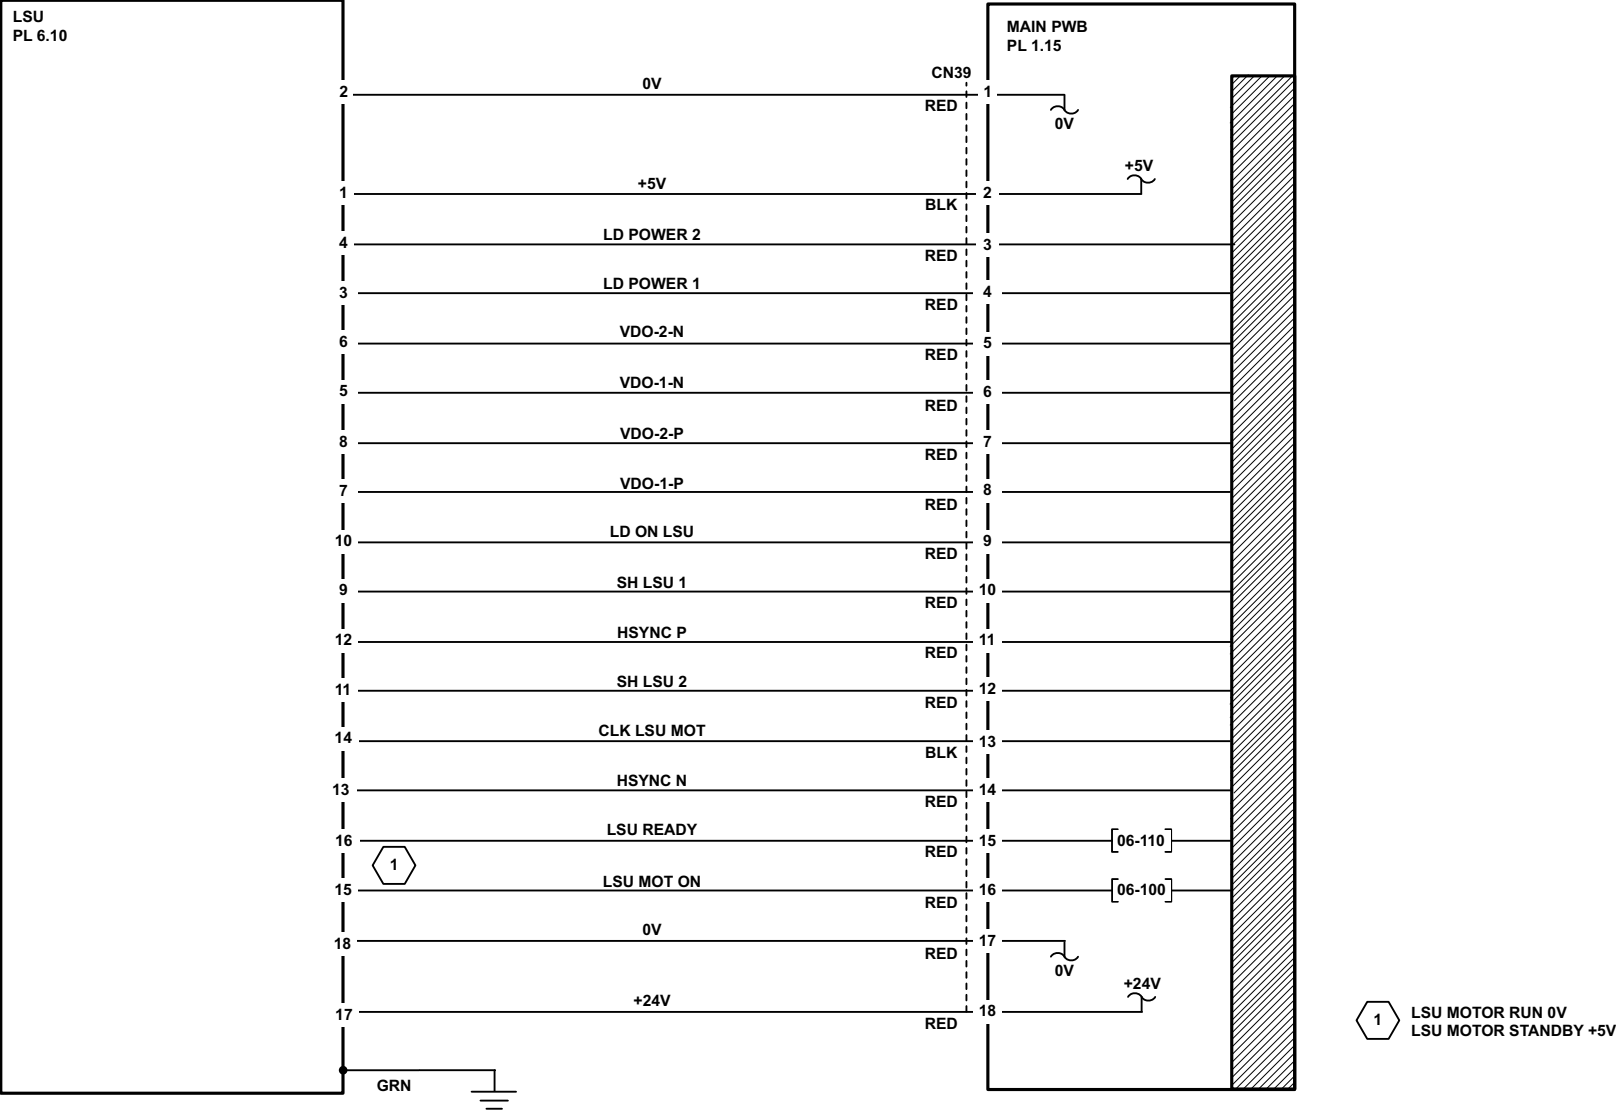 LSU
PL 6.10
MAIN PWB
PL 1.15
CN39
2 0V RED 1 0V
+5V
1 +5V BLK 2
4 LD POWER 2 RED 3
3 LD POWER 1 RED 4
6 VDO-2-N RED 5
5 VDO-1-N RED 6
8 VDO-2-P RED 7
7 VDO-1-P RED 8
10 LD ON LSU RED 9
9 SH LSU 1 RED 10
12 HSYNC P RED 11
11 SH LSU 2 RED 12
14 CLK LSU MOT BLK 13
13 HSYNC N RED 14
16 LSU READY RED 15 06-110
1
15 LSU MOT ON RED 16 06-100
18 0V RED 17 0V
+24V
17 +24V RED 18
GRN
1 LSU MOTOR RUN 0V
LSU MOTOR STANDBY +5V